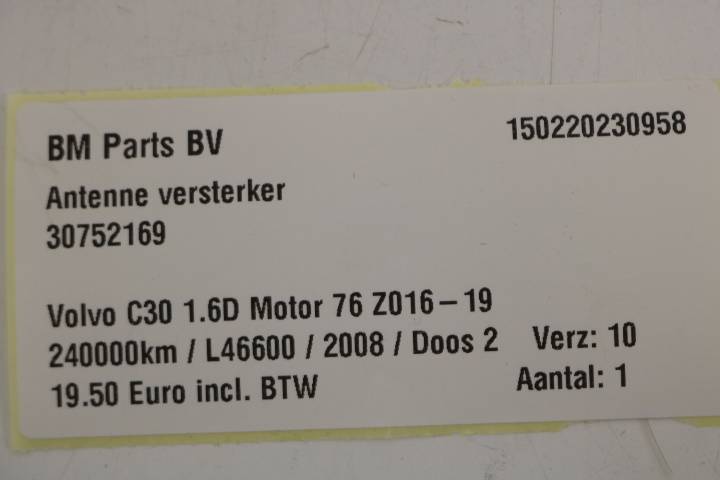 BM Parts BV 150220230958
Antenne versterker
30752169
Volvo C30 1.6D Motor 76 Z016-19
240000km / L46600 / 2008 / Doos 2 Verz: 10
19.50 Euro incl. BTW Aantal: 1